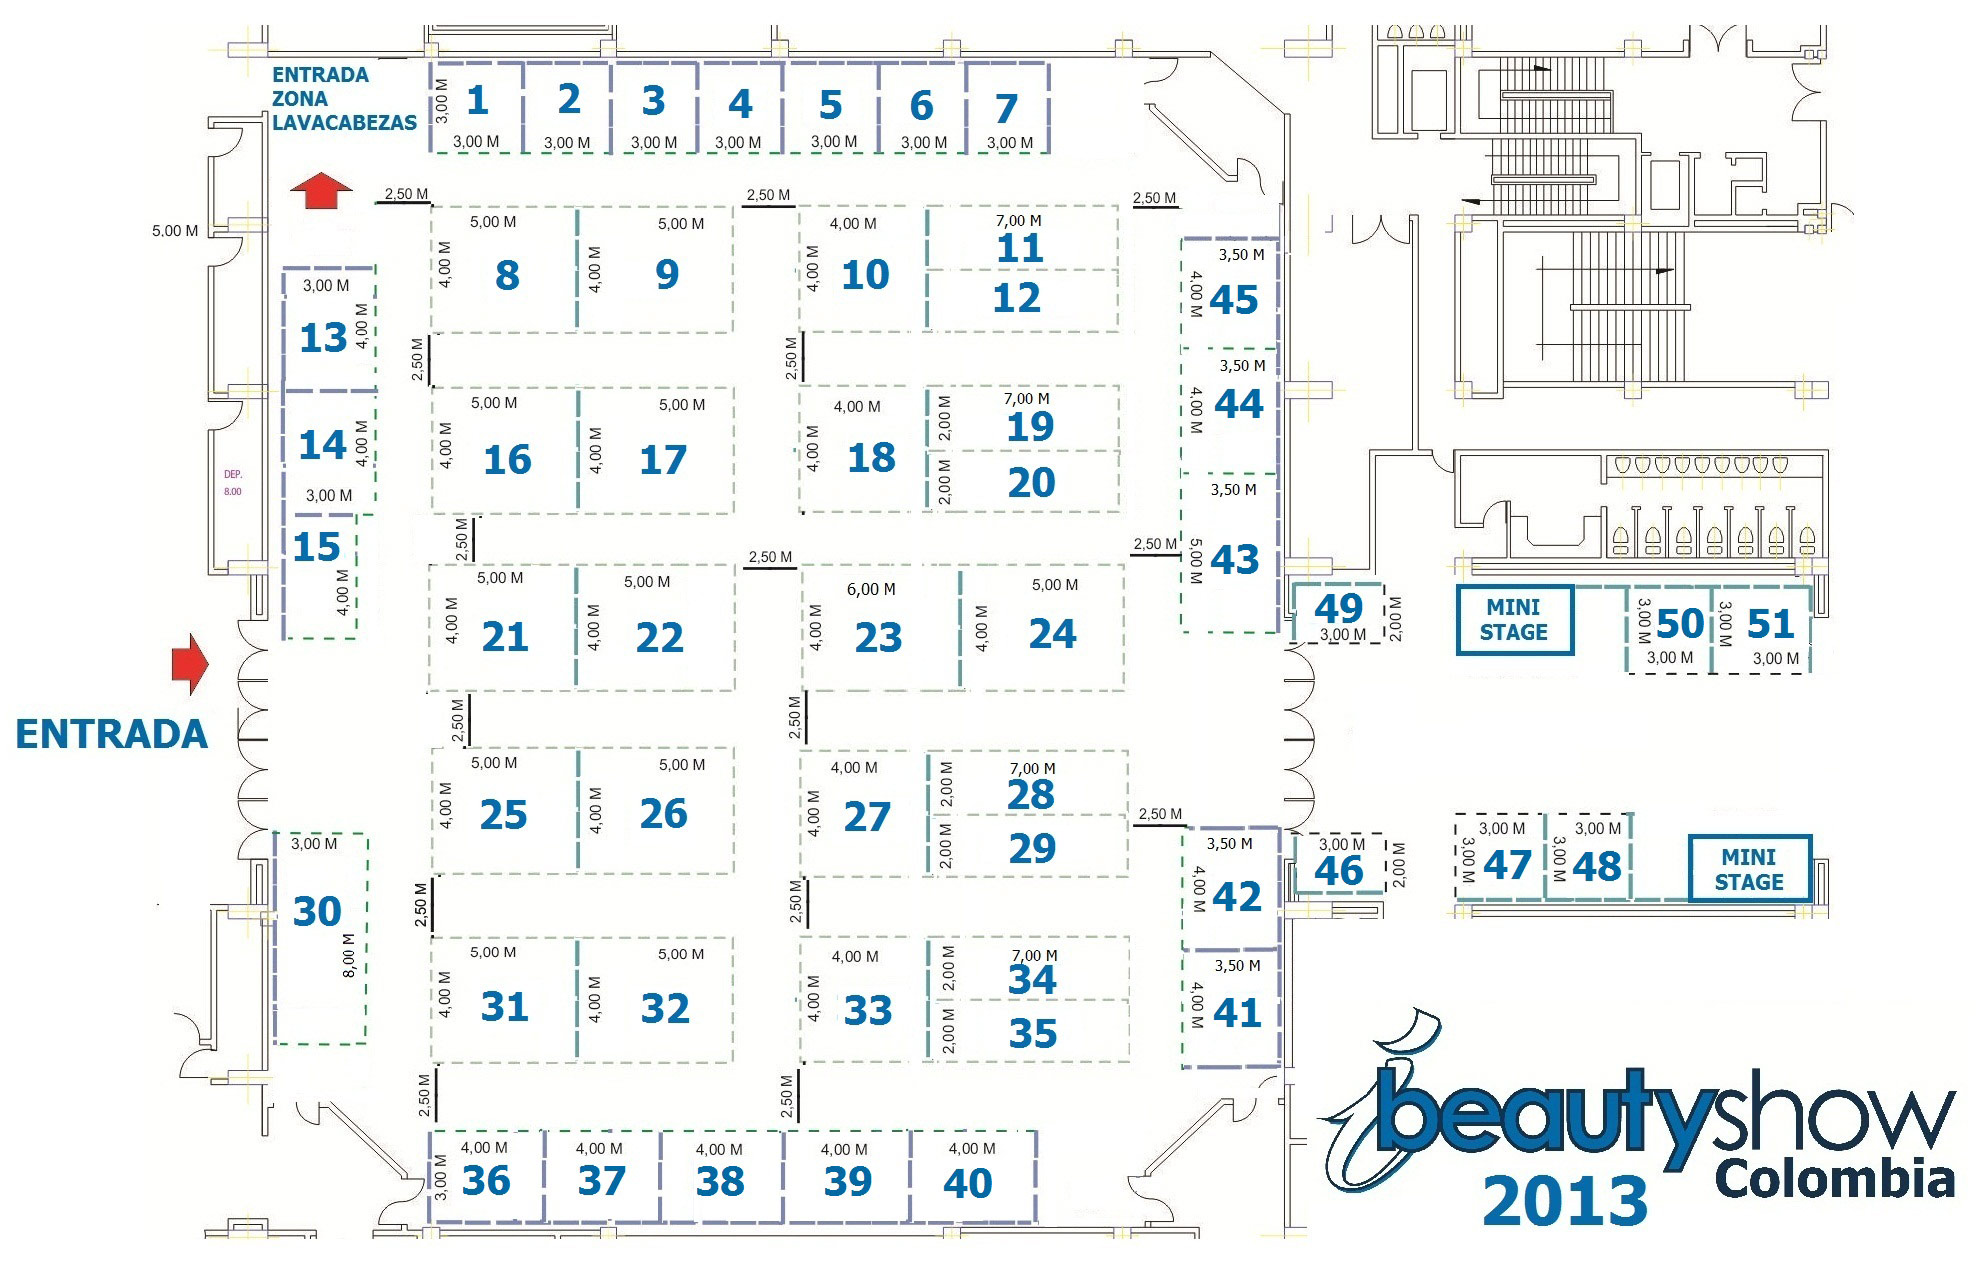 ENTRADA
ZONA
LAVACABEZAS
3,00 M
1
2
3
4
5
6
7
3,00 M
3,00 M
3,00 M
3,00 M
3,00 M
3,00 M
3,00 M
2,50 M
2,50 M
2,50 M
5,00 M
5,00 M
5,00 M
4,00 M
7,00 M
4,00 M
8
4,00 M
9
4,00 M
10
11
12
3,50 M
4,00 M
45
3,00 M
13
4,00 M
2,50 M
2,50 M
3,50 M
4,00 M
44
5,00 M
5,00 M
4,00 M
7,00 M
4,00 M
16
4,00 M
17
4,00 M
18
2,00 M
19
2,00 M
20
14
4,00 M
3,00 M
DEP.
8.00
3,50 M
5,00 M
43
15
4,00 M
2,50 M
2,50 M
2,50 M
5,00 M
5,00 M
6,00 M
5,00 M
4,00 M
21
4,00 M
22
4,00 M
23
4,00 M
24
49
3,00 M
2,00 M
MINI
STAGE
3,00 M
50
3,00 M
3,00 M
51
3,00 M
ENTRADA
2,50 M
2,50 M
5,00 M
5,00 M
4,00 M
7,00 M
4,00 M
25
4,00 M
26
4,00 M
27
2,00 M
28
2,00 M
29
2,50 M
3,50 M
4,00 M
42
3,00 M
46
2,00 M
3,00 M
3,00 M
3,00 M
47
3,00 M
48
MINI
STAGE
3,00 M
30
8,00 M
2,50 M
2,50 M
5,00 M
5,00 M
4,00 M
7,00 M
4,00 M
31
4,00 M
32
4,00 M
33
2,00 M
34
2,00 M
35
3,50 M
4,00 M
41
2,50 M
2,50 M
4,00 M
4,00 M
4,00 M
4,00 M
4,00 M
3,00 M
36
37
38
39
40
beautyshow
Colombia
2013